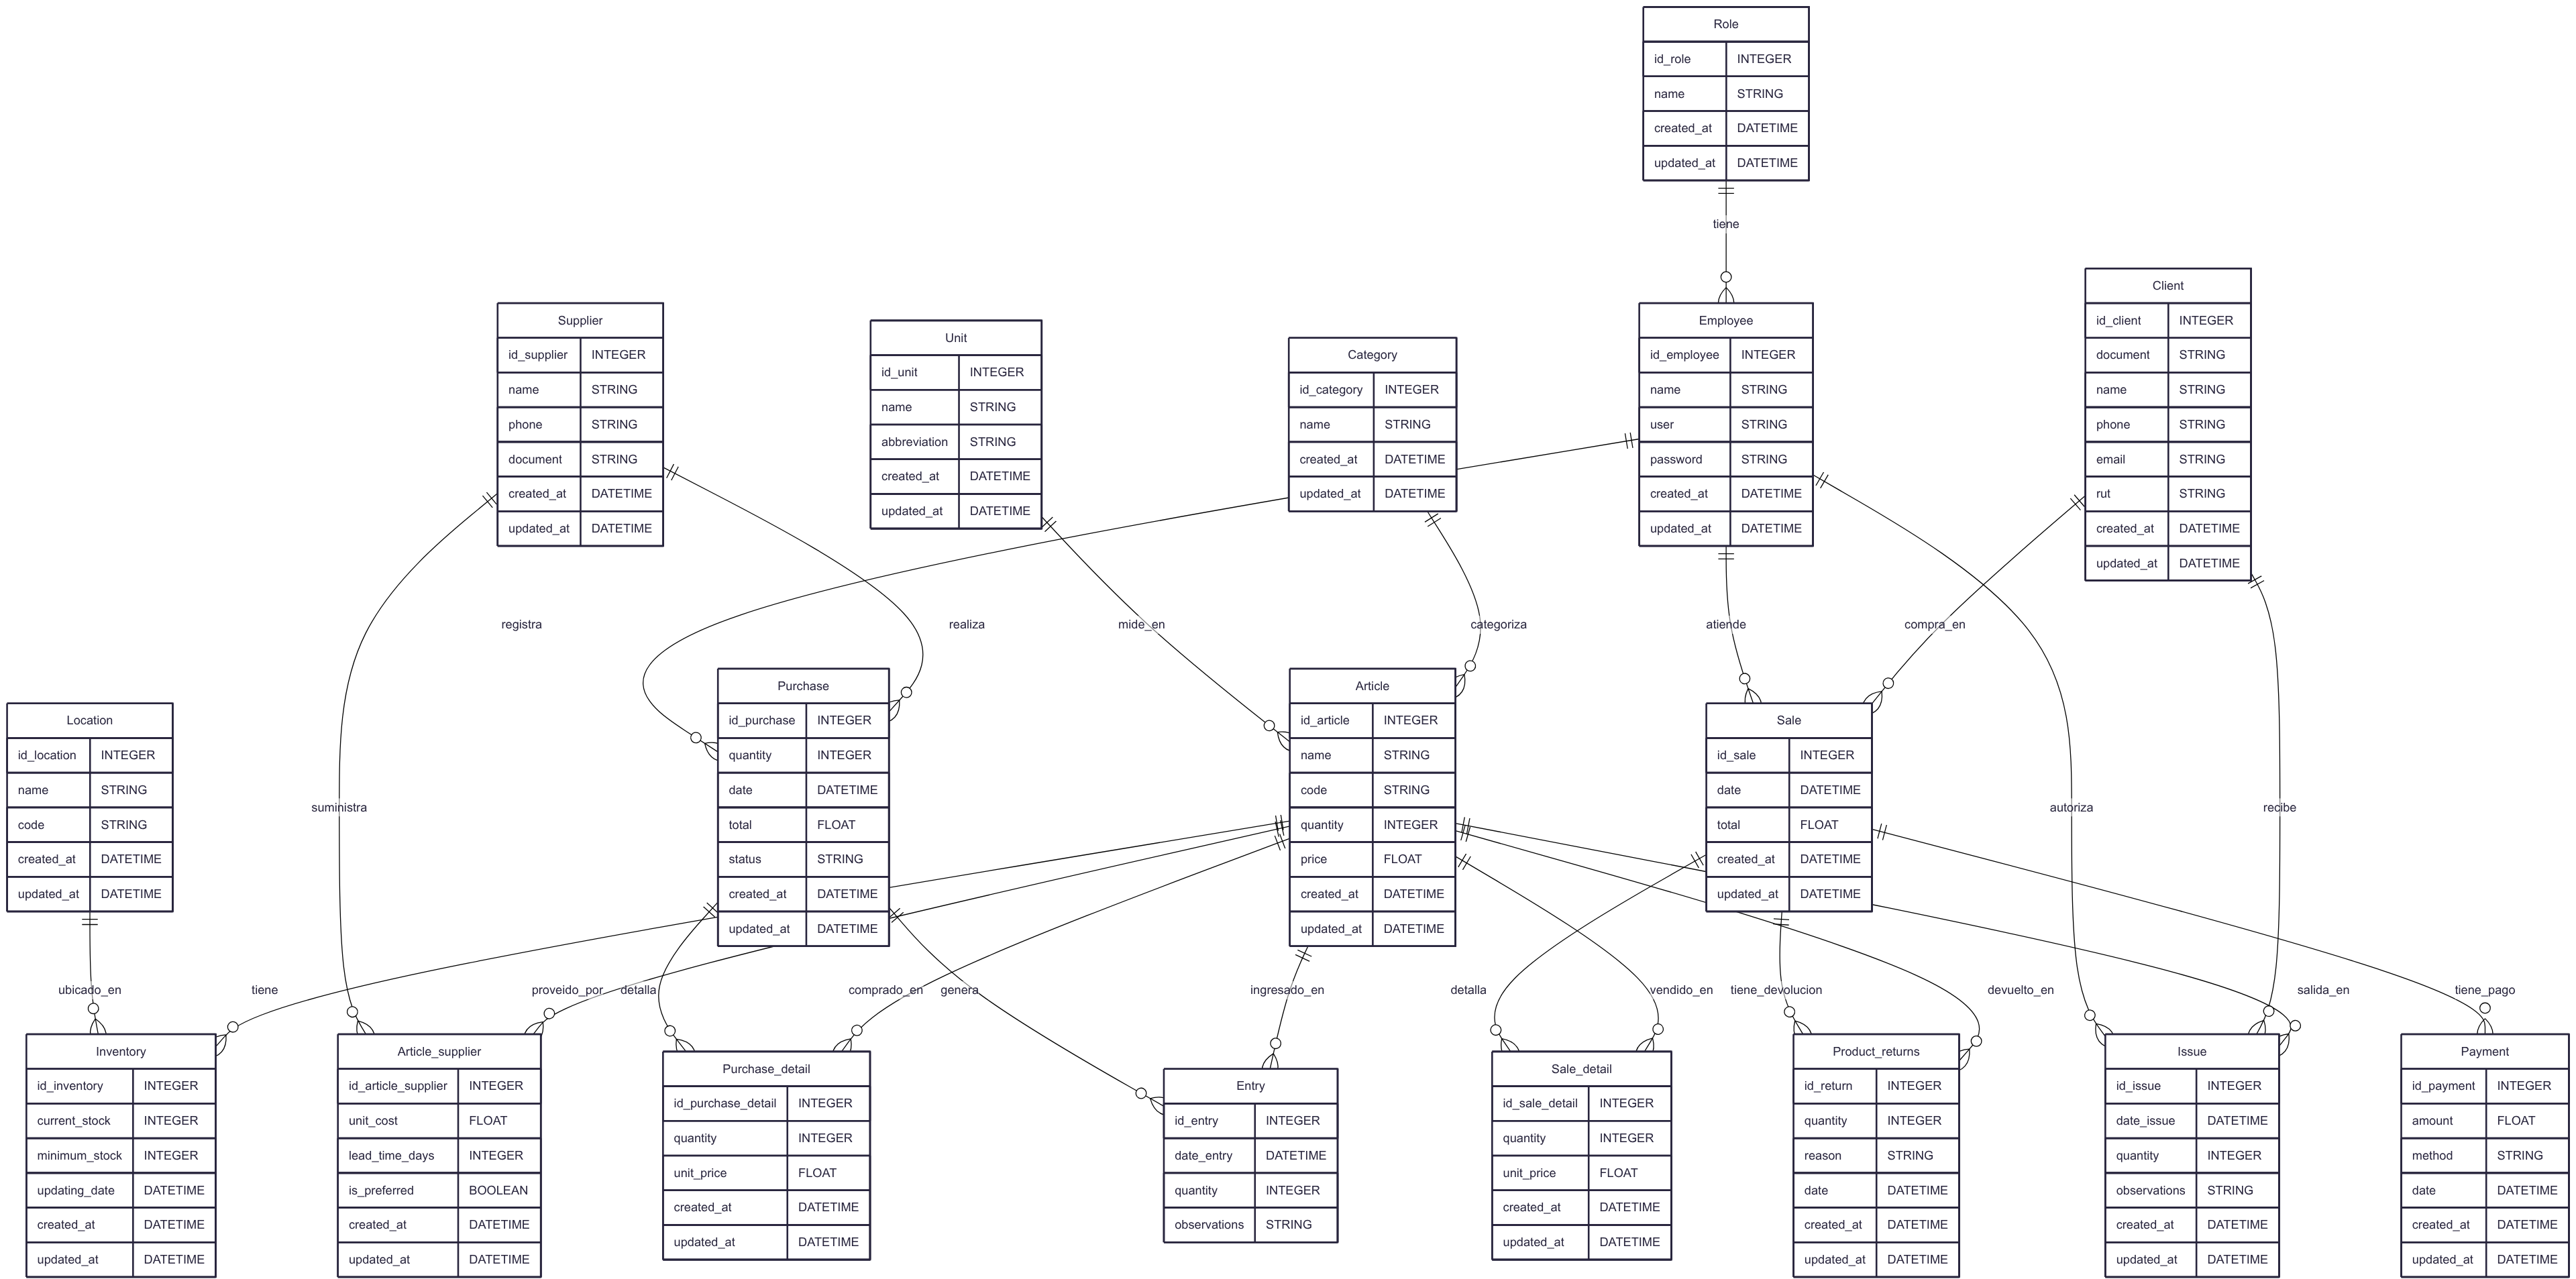 Role
id_role INTEGER
name STRING
created_at DATETIME
updated_at DATETIME
tiene
Supplier
id_supplier INTEGER
name STRING
phone STRING
document STRING
created_at DATETIME
updated_at DATETIME
Unit
id_unit INTEGER
name STRING
abbreviation STRING
created_at DATETIME
updated_at DATETIME
Category
id_category INTEGER
name STRING
created_at DATETIME
updated_at DATETIME
Employee
id_employee INTEGER
name STRING
user STRING
password STRING
created_at DATETIME
updated_at DATETIME
Client
id_client INTEGER
document STRING
name STRING
phone STRING
email STRING
rut STRING
created_at DATETIME
updated_at DATETIME
registra
realiza
mide_en
categoriza
atiende
compra_en
Location
id_location INTEGER
name STRING
code STRING
created_at DATETIME
updated_at DATETIME
suministra
Purchase
id_purchase INTEGER
quantity INTEGER
date DATETIME
total FLOAT
status STRING
created_at DATETIME
updated_at DATETIME
Article
id_article INTEGER
name STRING
code STRING
quantity INTEGER
price FLOAT
created_at DATETIME
updated_at DATETIME
Sale
id_sale INTEGER
date DATETIME
total FLOAT
created_at DATETIME
updated_at DATETIME
autoriza
recibe
ubicado_en
tiene
proveido_por
detalla
comprado_en
genera
ingresado_en
detalla
vendido_en
tiene_devolucion
devuelto_en
salida_en
tiene_pago
Inventory
id_inventory INTEGER
current_stock INTEGER
minimum_stock INTEGER
updating_date DATETIME
created_at DATETIME
updated_at DATETIME
Article_supplier
id_article_supplier INTEGER
unit_cost FLOAT
lead_time_days INTEGER
is_preferred BOOLEAN
created_at DATETIME
updated_at DATETIME
Purchase_detail
id_purchase_detail INTEGER
quantity INTEGER
unit_price FLOAT
created_at DATETIME
updated_at DATETIME
Entry
id_entry INTEGER
date_entry DATETIME
quantity INTEGER
observations STRING
Sale_detail
id_sale_detail INTEGER
quantity INTEGER
unit_price FLOAT
created_at DATETIME
updated_at DATETIME
Product_returns
id_return INTEGER
quantity INTEGER
reason STRING
date DATETIME
created_at DATETIME
updated_at DATETIME
Issue
id_issue INTEGER
date_issue DATETIME
quantity INTEGER
observations STRING
created_at DATETIME
updated_at DATETIME
Payment
id_payment INTEGER
amount FLOAT
method STRING
date DATETIME
created_at DATETIME
updated_at DATETIME